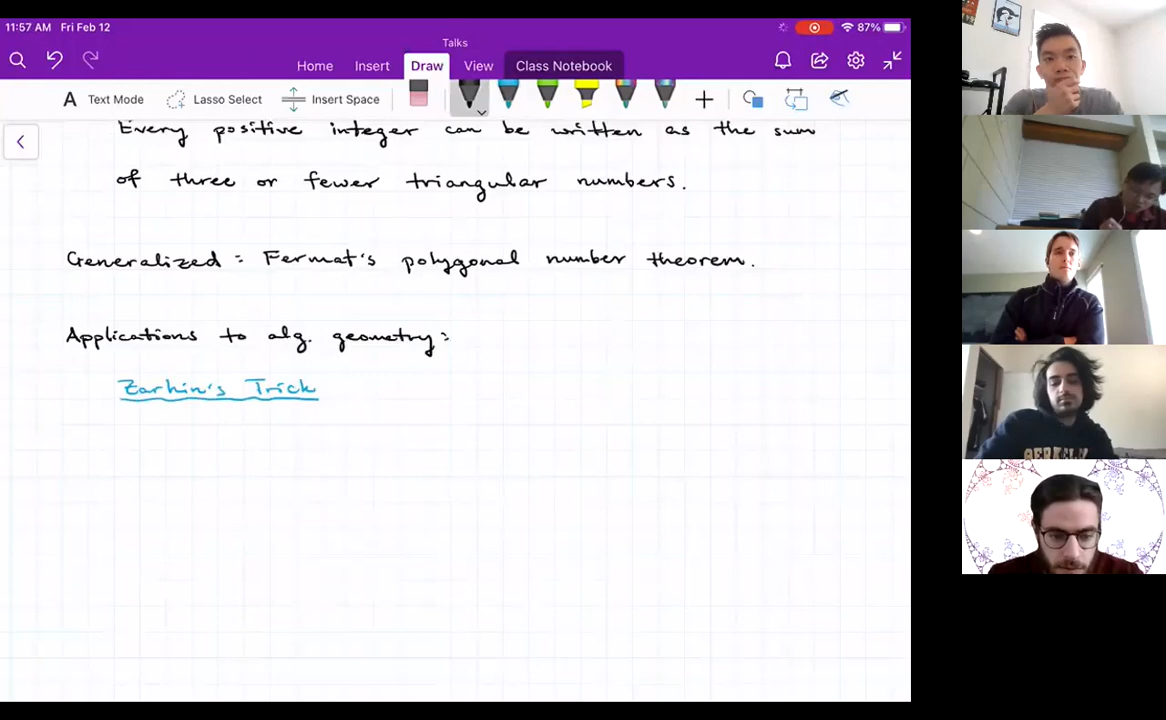 11:57 AM Fri Feb 12
87%
Talks
Home Insert Draw View Class Notebook
Text Mode Lasso Select Insert Space
Every positive integer can be written as the sum
of three or fewer triangular numbers.
Generalized: Fermat's polygonal number theorem.
Applications to alg. geometry:
Zarhin's Trick
BERKELEY